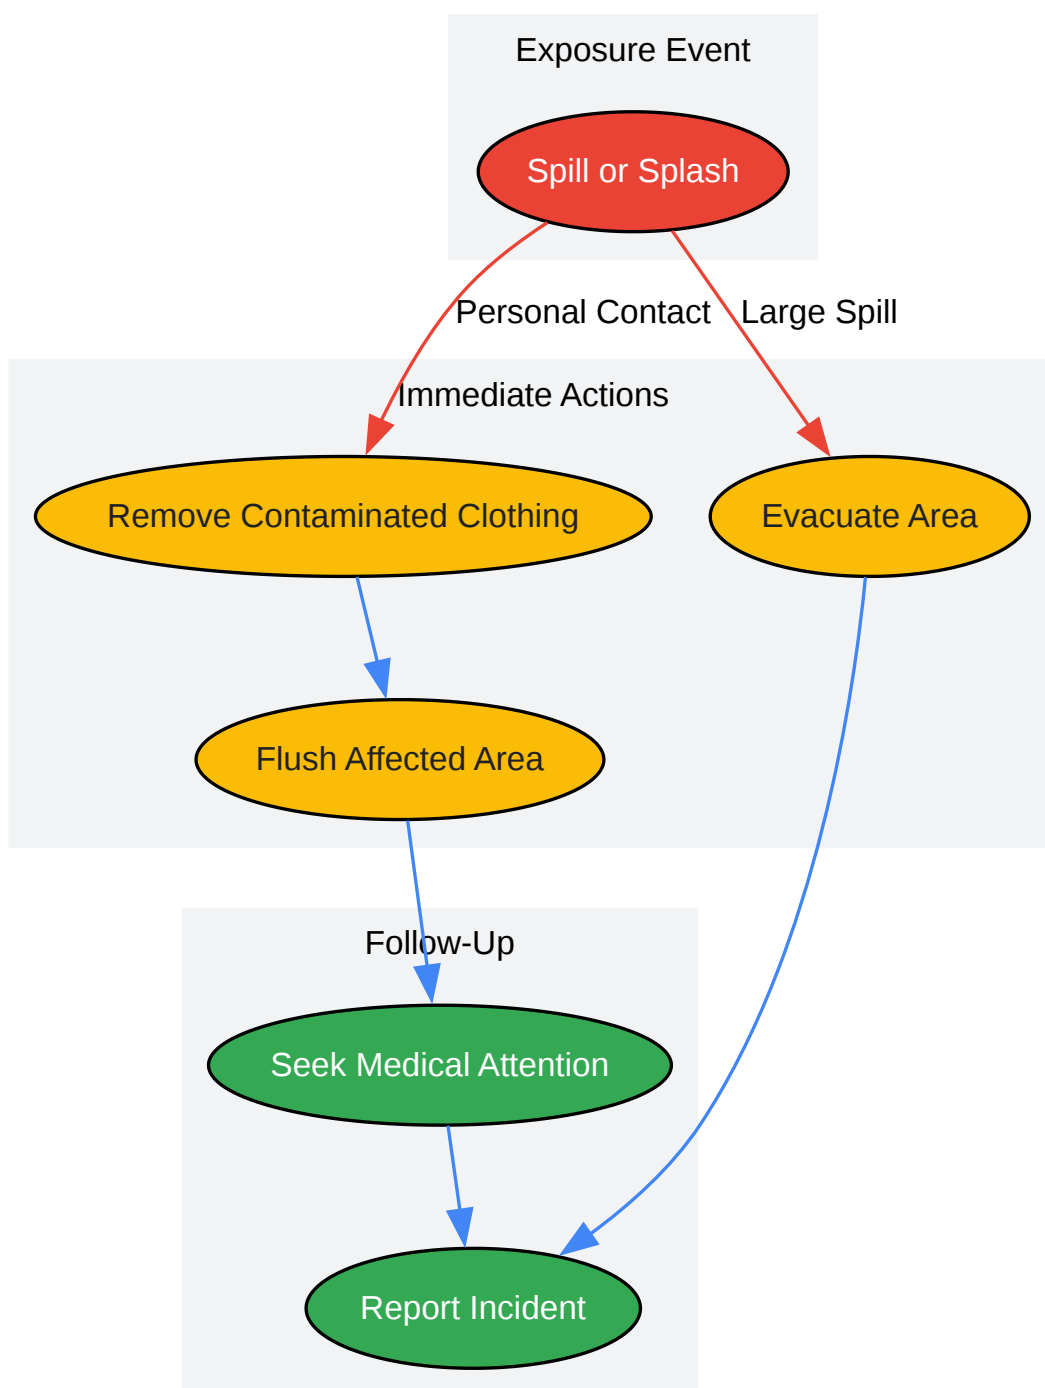 Exposure Event
Spill or Splash
Personal Contact
Large Spill
Immediate Actions
Remove Contaminated Clothing
Evacuate Area
Flush Affected Area
Follow-Up
Seek Medical Attention
Report Incident